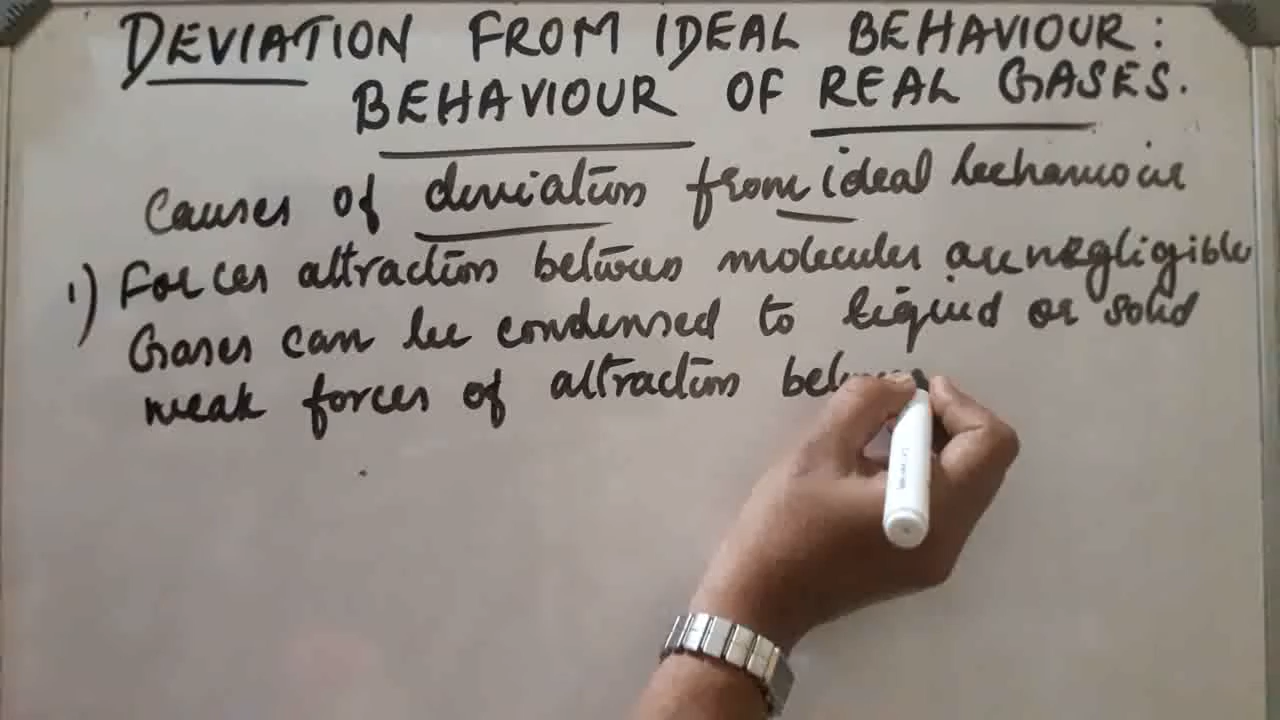 DEVIATION FROM IDEAL BEHAVIOUR:
BEHAVIOUR OF REAL GASES.
Causes of deviation from ideal behaviour
1) Forces attraction between molecules are negligible
Gases can be condensed to liquid or solid
weak forces of attraction